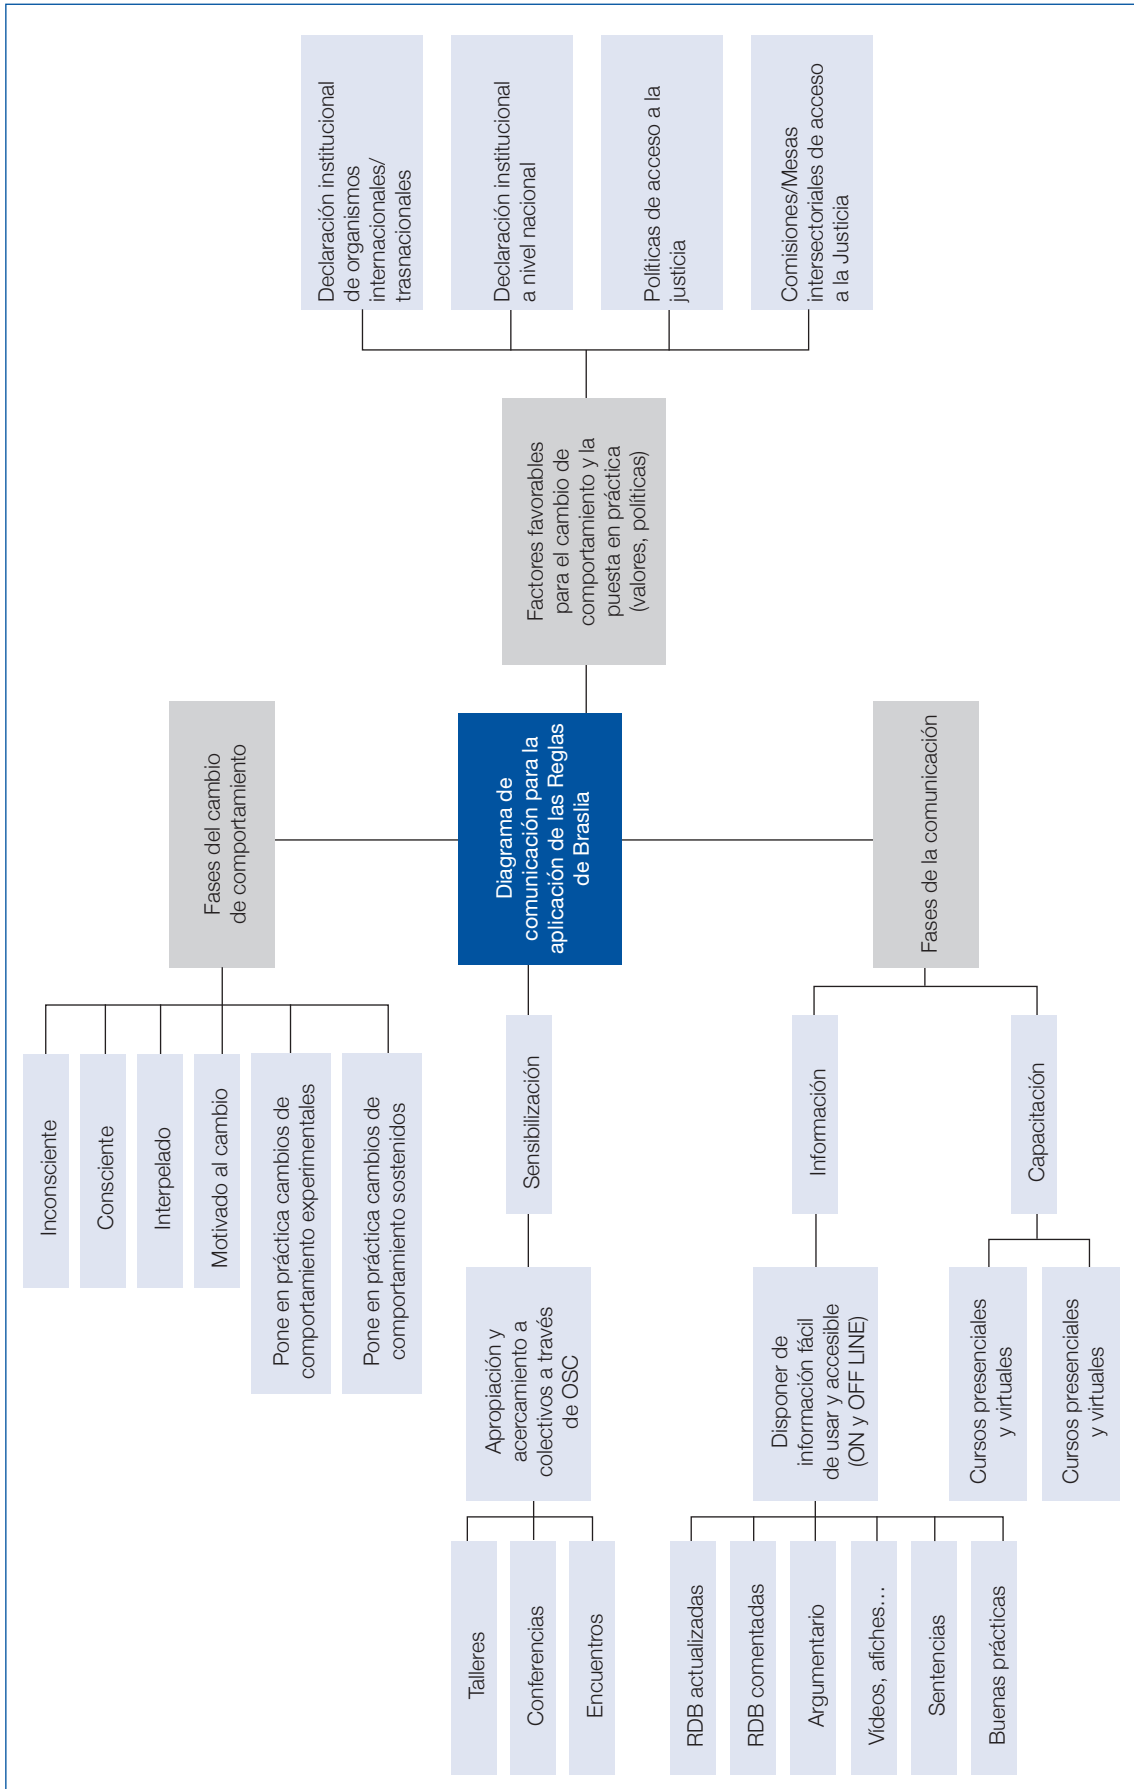 Fases del cambio
de comportamiento
Inconsciente
Consciente
Interpelado
Motivado al cambio
Pone en práctica cambios de
comportamiento experimentales
Pone en práctica cambios de
comportamiento sostenidos
Diagrama de
comunicación para la
aplicación de las Reglas
de Braslia
Factores favorables
para el cambio de
comportamiento y la
puesta en práctica
(valores, políticas)
Declaración institucional
de organismos
internacionales/
trasnacionales
Declaración institucional
a nivel nacional
Políticas de acceso a la
justicia
Comisiones/Mesas
intersectoriales de acceso
a la Justicia
Sensibilización
Apropiación y
acercamiento a
colectivos a través
de OSC
Talleres
Conferencias
Encuentros
Fases de la comunicación
Información
Disponer de
información fácil
de usar y accesible
(ON y OFF LINE)
RDB actualizadas
RDB comentadas
Argumentario
Vídeos, afiches...
Sentencias
Buenas prácticas
Capacitación
Cursos presenciales
y virtuales
Cursos presenciales
y virtuales